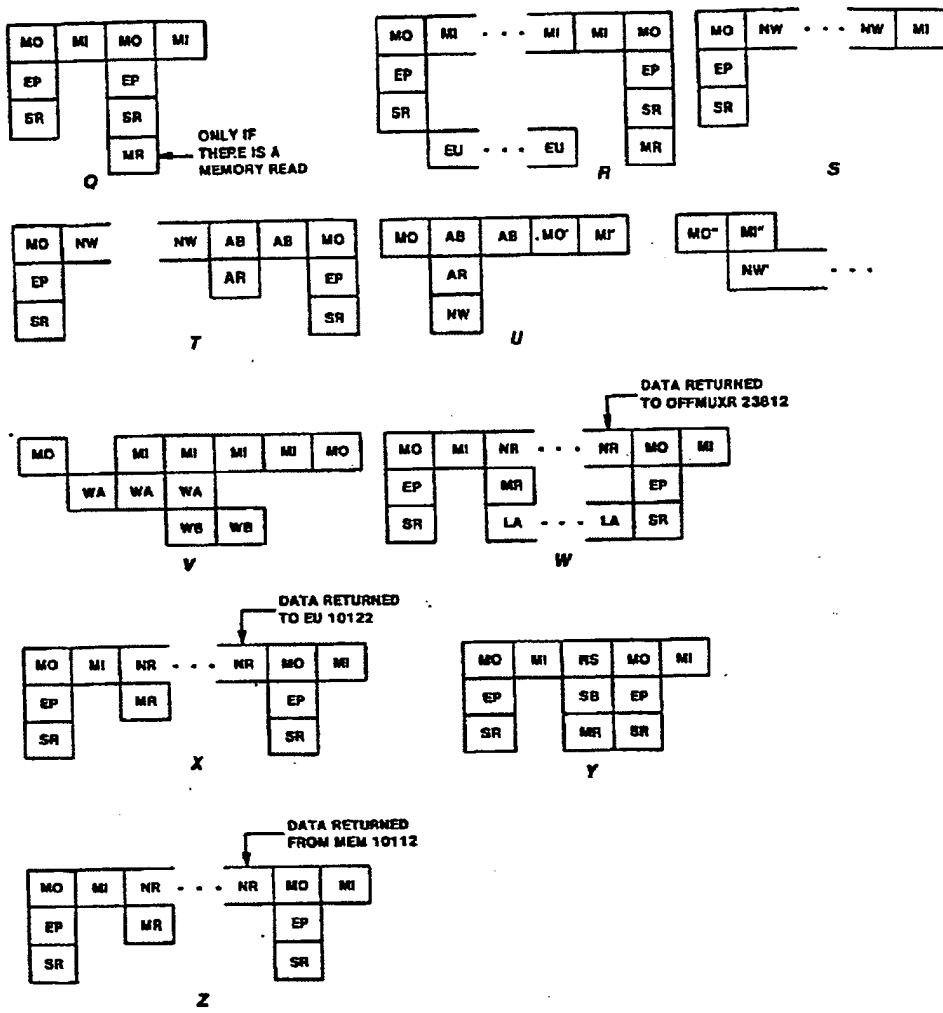 MO MI MO MI
EP EP
SR SR
MR
ONLY IF
THERE IS A
MEMORY READ
Q
MO MI . . . MI MI MO
EP EP
SR SR
EU . . . EU MR
R
MO NW . . . NW MI
EP
SR
S
MO NW NW AB AB MO
EP AR EP
SR SR
T
MO AB AB MO' MI'
AR
NW
U
MO" MI"
NW' . . .
MO MI MI MI MI MO
WA WA WA
WB WB
V
DATA RETURNED
TO OFFMUXR 23812
MO MI NR . . . NR MO MI
EP MR EP
SR LA . . . LA SR
W
DATA RETURNED
TO EU 10122
MO MI NR . . . NR MO MI
EP MR EP
SR SR
X
MO MI RS MO MI
EP SB EP
SR MR SR
Y
DATA RETURNED
FROM MEM 10112
MO MI NR . . . NR MO MI
EP MR EP
SR SR
Z